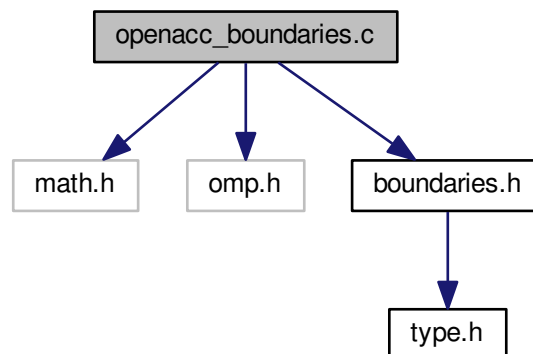 openacc_boundaries.c
math.h
omp.h
boundaries.h
type.h